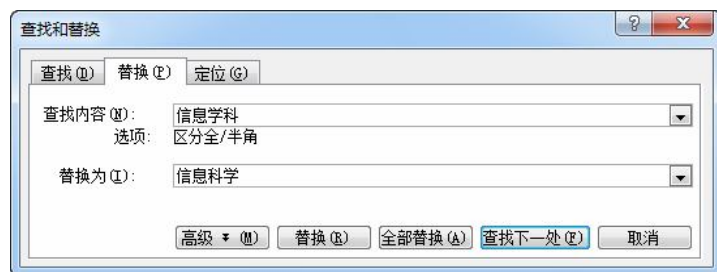 查找和替换
查找(D) 替换(P) 定位(G)
查找内容(N): 信息学科
选项: 区分全/半角
替换为(I): 信息科学
高级 ▾ (M) 替换(R) 全部替换(A) 查找下一处(F) 取消